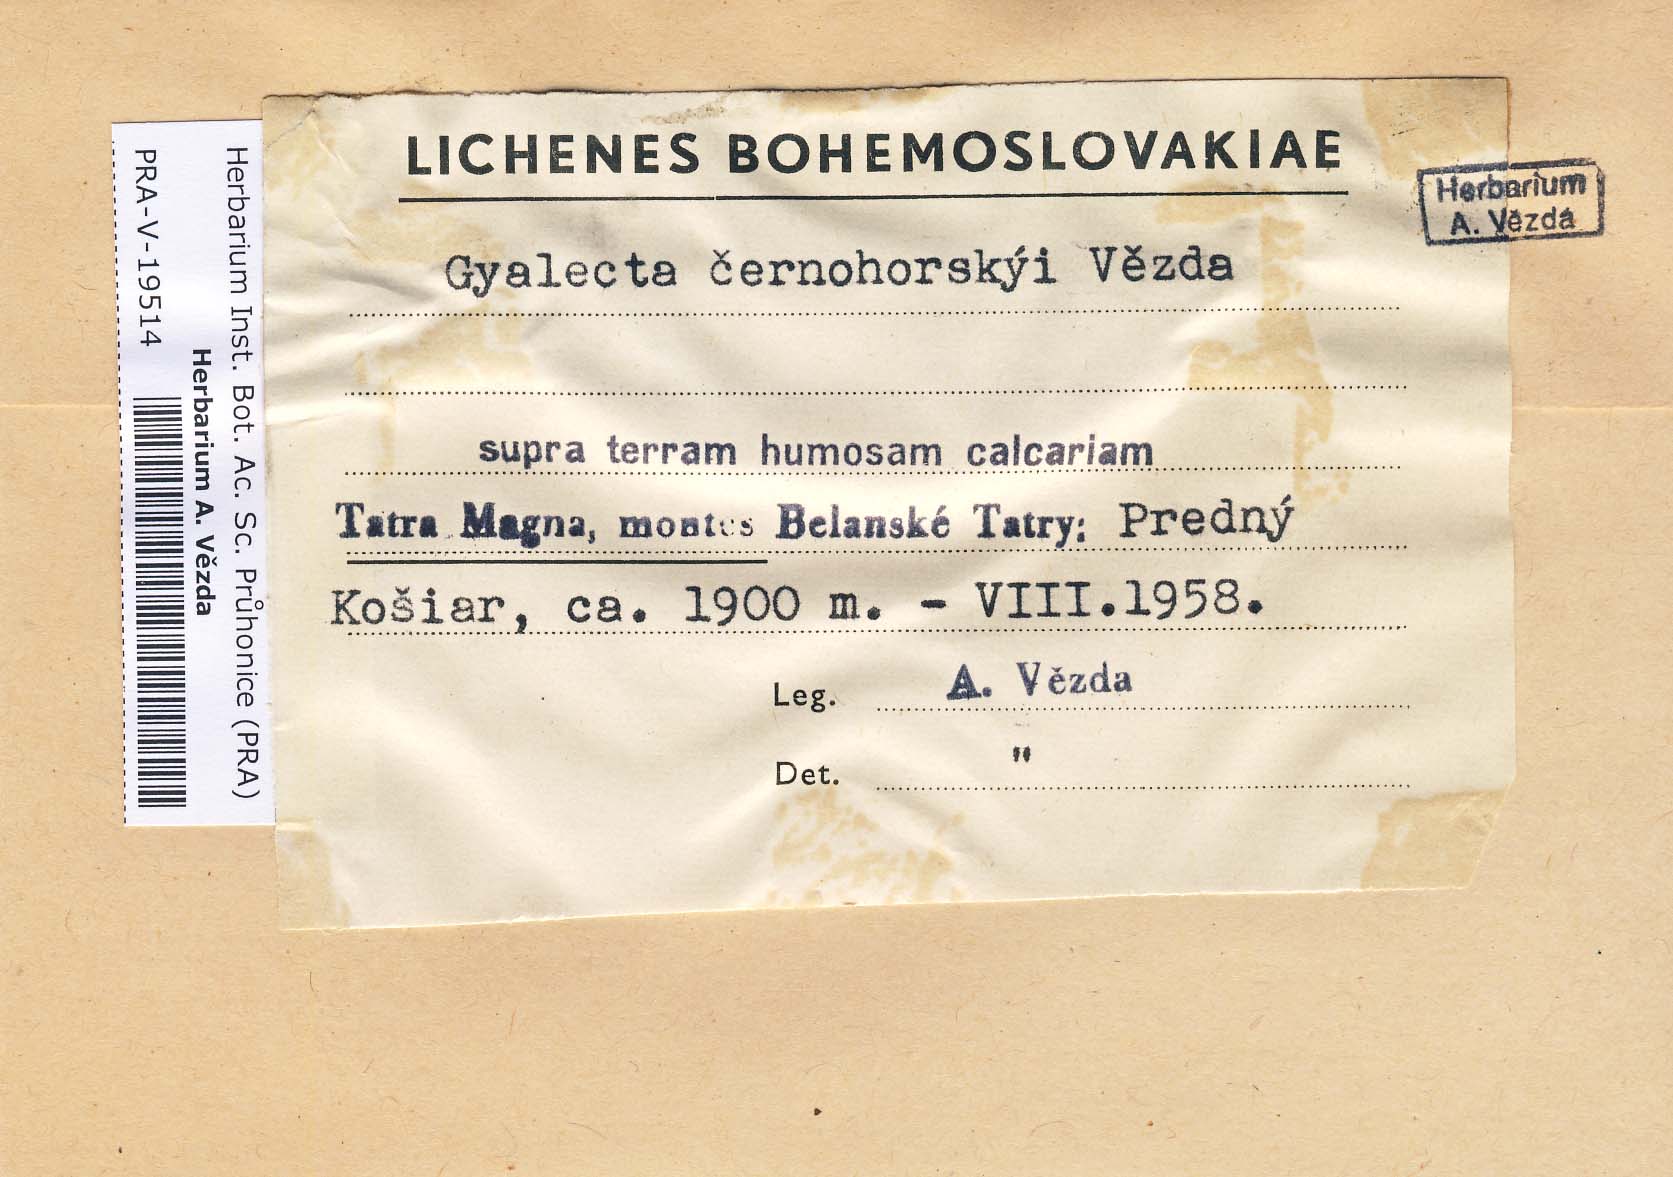 LICHENES BOHEMOSLOVAKIAE
Herbarium
A. Vězda
Gyalecta černohorskýi Vězda
supra terram humosam calcariam
Tatra Magna, montes Belanské Tatry: Predný
Košiar, ca. 1900 m. - VIII.1958.
Leg. A. Vězda
Det. "
Herbarium Inst. Bot. Ac. Sc. Průhonice (PRA)
Herbarium A. Vězda
PRA-V-19514